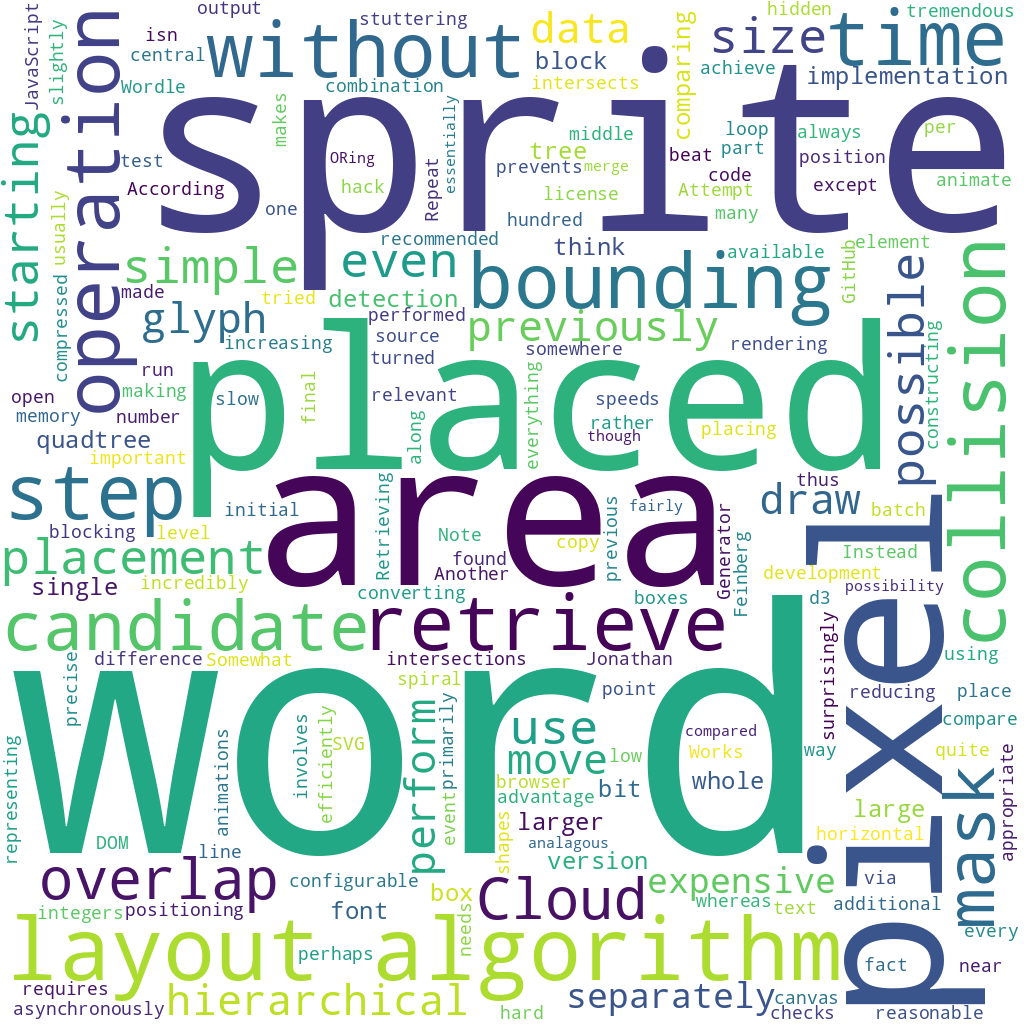 output
stuttering
hidden
tremendous
isn
without
data
size
time
central
Wordle
combination
block
intersects
comparing
achieve
implementation
JavaScript
slightly
operation
sprite
makes
essentially
middle
loop
always
per
test
ORing
tree
merge
beat
part
position
According
hack
Repeat
prevents
code
except
animate
starting
license
Attempt
many
one
hundred
usually
recommended
think
available
GitHub
element
simple
even
bounding
possible
collision
compressed
made
tried
detection
glyph
performed
previously
increasing
source
somewhere
rendering
constructing
making
turned
run
final
placed
open
slow
relevant
speeds
memory
number
along
everything
rather
placing
quadtree
though
important
area
step
initial
Retrieving
fairly
draw
thus
batch
blocking
level
Note
copy
previous
Generator
Feinberg
Instead
placement
found
development
single
incredibly
Another
converting
boxes
d3
possibility
pixel
candidate
retrieve
surprisingly
using
difference
Somewhat
intersections
Jonathan
precise
spiral
point
reducing
place
word
perform
primarily
use
compared
compare
representing
animations
involves
efficiently
SVG
event
move
low
Works
way
quite
browser
whole
appropriate
advantage
bit
mask
DOM
shapes
larger
large
line
analagous
horizontal
version
overlap
configurable
box
Cloud
expensive
via
integers
positioning
font
whereas
text
additional
every
layout
algorithm
needs
perhaps
fact
near
requires
hierarchical
separately
canvas
asynchronously
hard
checks
reasonable